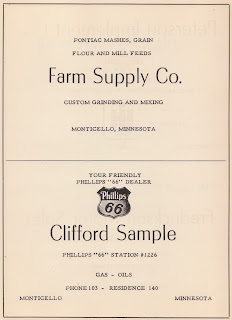 PONTIAC MASHES, GRAIN
FLOUR AND MILL FEEDS
Farm Supply Co.
CUSTOM GRINDING AND MIXING
MONTICELLO, MINNESOTA
YOUR FRIENDLY
PHILLIPS "66" DEALER
Phillips
66
Clifford Sample
PHILLIPS "66" STATION #1226
GAS - OILS
PHONE 103 - RESIDENCE 140
MONTICELLO MINNESOTA